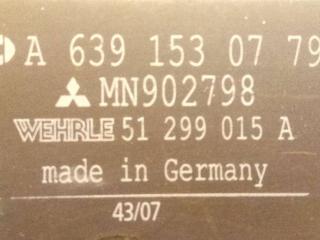 A 639 153 07 79
MN902798
WEHRLE 51 299 015 A
made in Germany
43/07